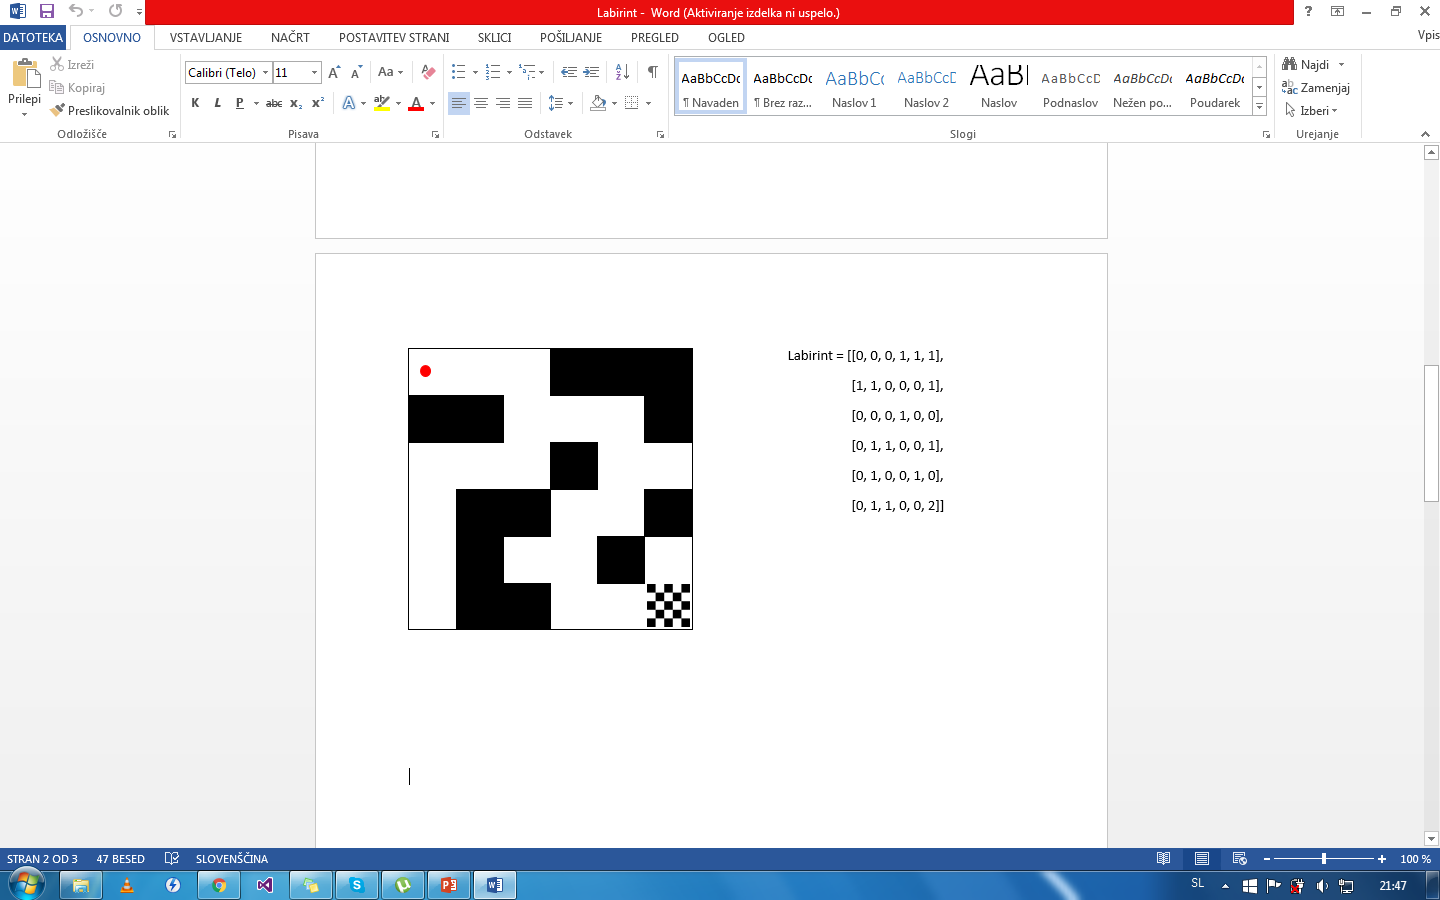 Labirint - Word (Aktiviranje izdelka ni uspelo.)
DATOTEKA OSNOVNO VSTAVLJANJE NAČRT POSTAVITEV STRANI SKLICI POŠILJANJE PREGLED OGLED Vpis
Prilepi
Izreži
Kopiraj
Preslikovalnik oblik
Odložišče
Calibri (Telo) 11
K L P abc x₂ x²
Pisava
Odstavek
AaBbCcDc AaBbCcDc AaBbCc AaBbCcD AaBl AaBbCcD AaBbCcDc AaBbCcDc
¶ Navaden ¶ Brez raz... Naslov 1 Naslov 2 Naslov Podnaslov Nežen po... Poudarek
Slogi
Najdi
Zamenjaj
Izberi
Urejanje
Labirint = [[0, 0, 0, 1, 1, 1],
[1, 1, 0, 0, 0, 1],
[0, 0, 0, 1, 0, 0],
[0, 1, 1, 0, 0, 1],
[0, 1, 0, 0, 1, 0],
[0, 1, 1, 0, 0, 2]]
STRAN 2 OD 3 47 BESED SLOVENŠČINA 100 %
SL 21:47